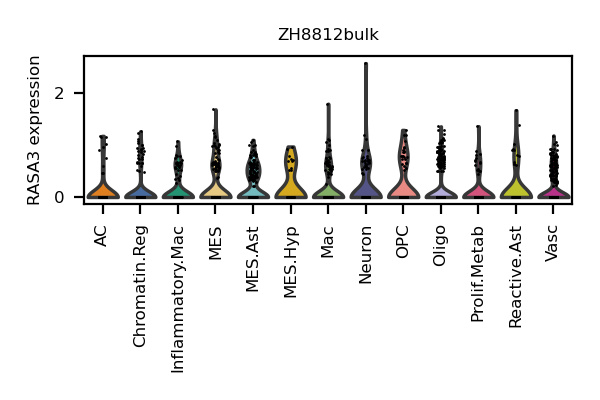 ZH8812bulk
RASA3 expression
2
0
AC
Chromatin.Reg
Inflammatory.Mac
MES
MES.Ast
MES.Hyp
Mac
Neuron
OPC
Oligo
Prolif.Metab
Reactive.Ast
Vasc